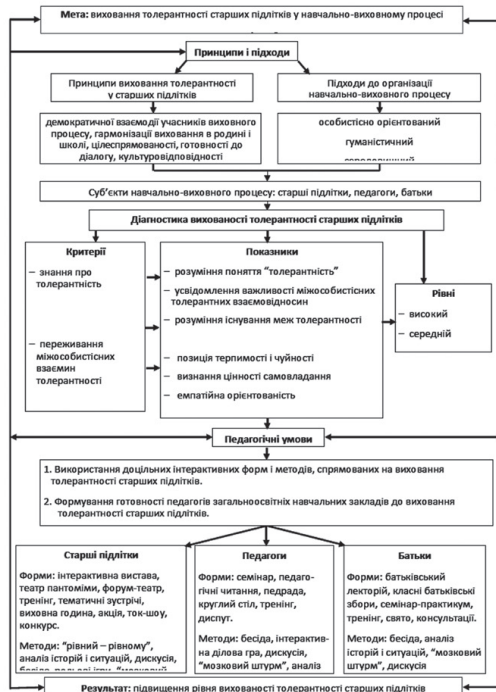 Мета: виховання толерантності старших підлітків у навчально-виховному процесі
Принципи і підходи
Принципи виховання толерантності
у старших підлітків
Підходи до організації
навчально-виховного процесу
демократичної взаємодії учасників виховного
процесу, гармонізації виховання в родині і
школі, цілеспрямованості, готовності до
діалогу, культуровідповідності
особистісно орієнтований
гуманістичний
Суб’єкти навчально-виховного процесу: старші підлітки, педагоги, батьки
Діагностика вихованості толерантності старших підлітків
Критерії
– знання про
толерантність
– переживання
міжособистісних
взаємин
толерантності
Показники
– розуміння поняття “толерантність”
– усвідомлення важливості міжособистісних
толерантних взаємовідносин
– розуміння існування меж толерантності
– позиція терпимості і чуйності
– визнання цінності самовладання
– емпатійна орієнтованість
Рівні
– високий
– середній
Педагогічні умови
1. Використання доцільних інтерактивних форм і методів, спрямованих на виховання
толерантності старших підлітків.
2. Формування готовності педагогів загальноосвітніх навчальних закладів до виховання
толерантності старших підлітків.
Старші підлітки
Форми: інтерактивна вистава,
театр пантоміми, форум-театр,
тренінг, тематичні зустрічі,
виховна година, акція, ток-шоу,
конкурс.
Методи: “рівний – рівному”,
аналіз історій і ситуацій, дискусія,
Педагоги
Форми: семінар, педаго-
гічні читання, педрада,
круглий стіл, тренінг,
диспут.
Методи: бесіда, інтерактив-
на ділова гра, дискусія,
“мозковий штурм”, аналіз
Батьки
Форми: батьківський
лекторій, класні батьківські
збори, семінар-практикум,
тренінг, свято, консультації.
Методи: бесіда, аналіз
історій і ситуацій, “мозковий
штурм”, дискусія
Результат: підвищення рівня вихованості толерантності старших підлітків